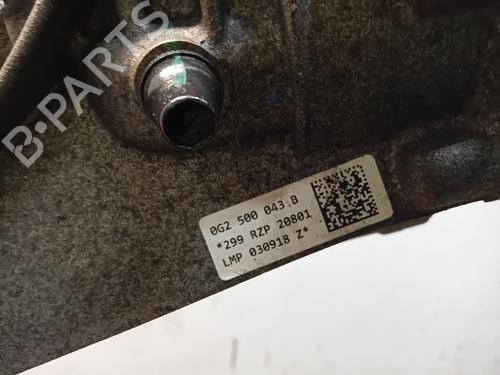 B·PARTS
0G2 500 043.B
*299 RZP 20801
LMP 030918 Z*